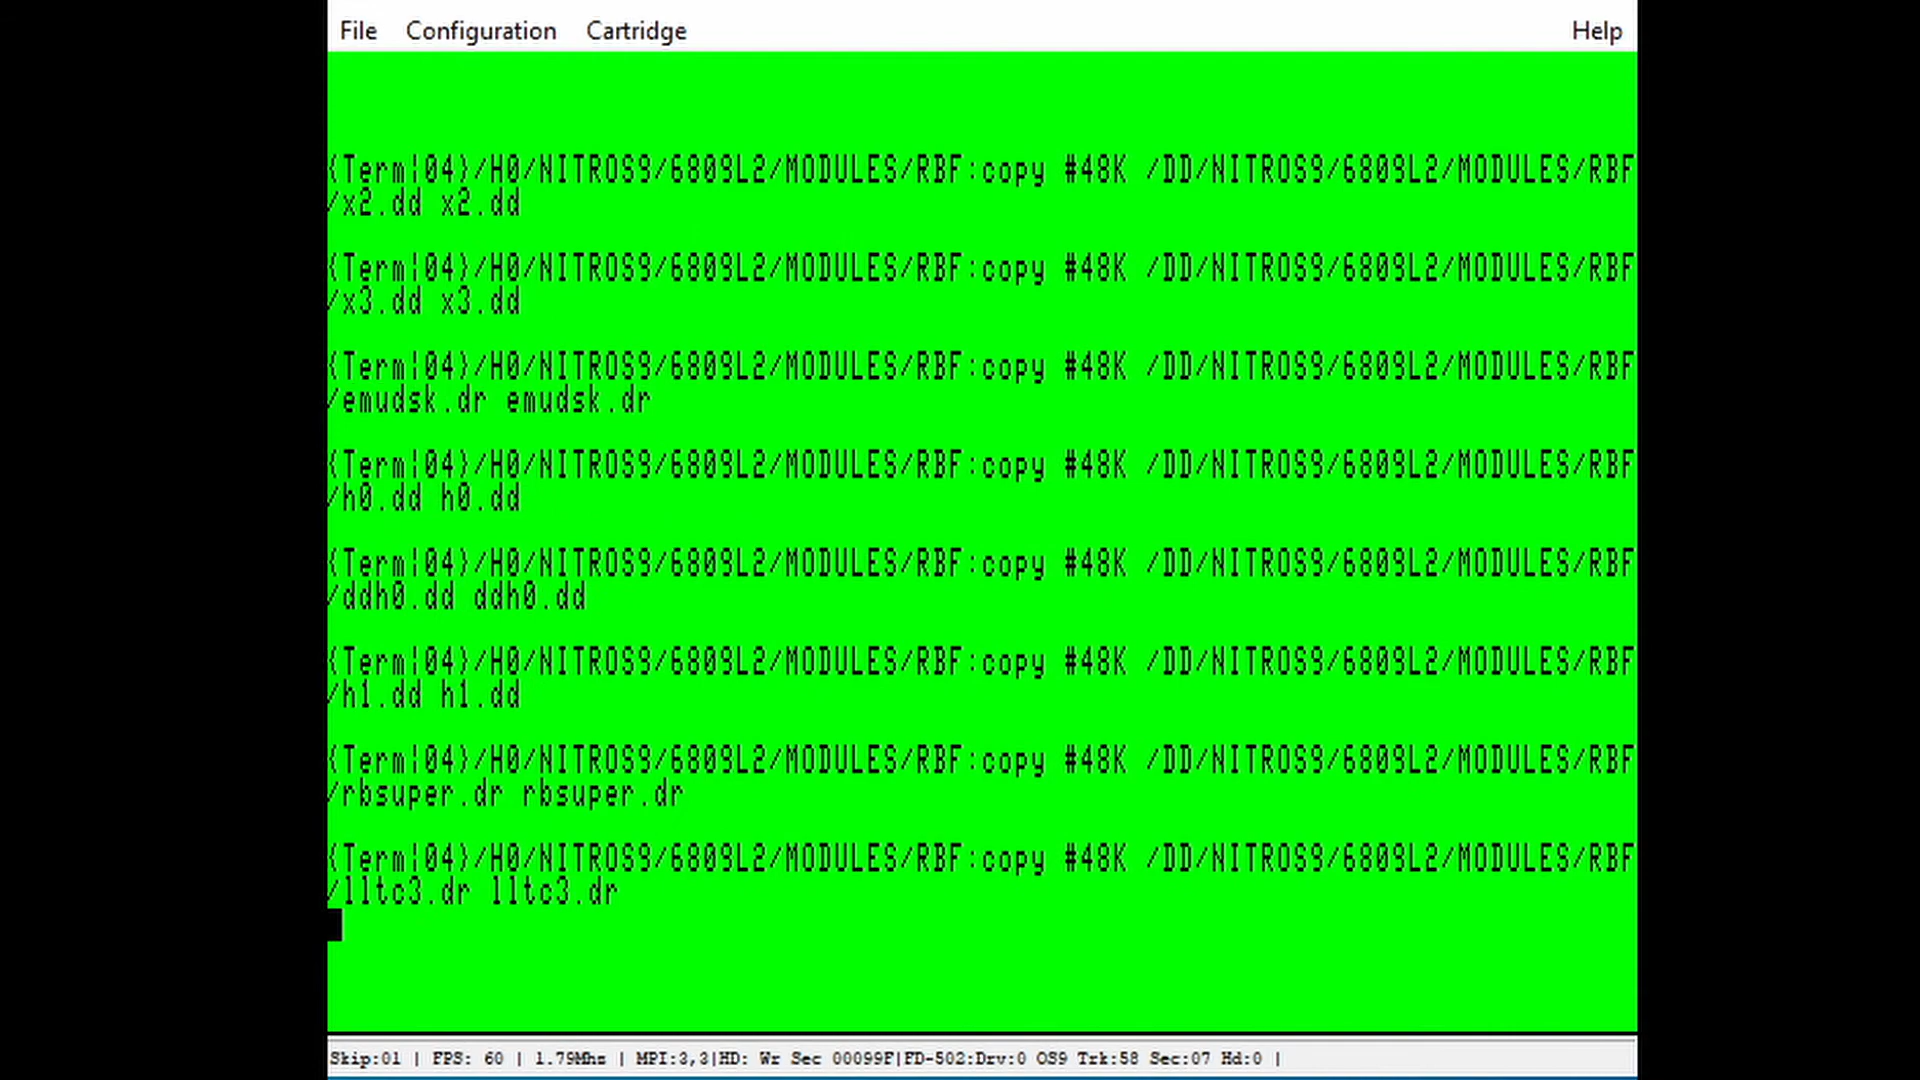 File Configuration Cartridge Help
{Term|04}/H0/NITROS9/6809L2/MODULES/RBF:copy #48K /DD/NITROS9/6809L2/MODULES/RBF
/x2.dd x2.dd
{Term|04}/H0/NITROS9/6809L2/MODULES/RBF:copy #48K /DD/NITROS9/6809L2/MODULES/RBF
/x3.dd x3.dd
{Term|04}/H0/NITROS9/6809L2/MODULES/RBF:copy #48K /DD/NITROS9/6809L2/MODULES/RBF
/emudsk.dr emudsk.dr
{Term|04}/H0/NITROS9/6809L2/MODULES/RBF:copy #48K /DD/NITROS9/6809L2/MODULES/RBF
/h0.dd h0.dd
{Term|04}/H0/NITROS9/6809L2/MODULES/RBF:copy #48K /DD/NITROS9/6809L2/MODULES/RBF
/ddh0.dd ddh0.dd
{Term|04}/H0/NITROS9/6809L2/MODULES/RBF:copy #48K /DD/NITROS9/6809L2/MODULES/RBF
/h1.dd h1.dd
{Term|04}/H0/NITROS9/6809L2/MODULES/RBF:copy #48K /DD/NITROS9/6809L2/MODULES/RBF
/rbsuper.dr rbsuper.dr
{Term|04}/H0/NITROS9/6809L2/MODULES/RBF:copy #48K /DD/NITROS9/6809L2/MODULES/RBF
/lltc3.dr lltc3.dr
Skip:01 | FPS: 60 | 1.79Mhz | MPI:3,3|HD: Wr Sec 00099F|FD-502:Drv:0 OS9 Trk:58 Sec:07 Hd:0 |